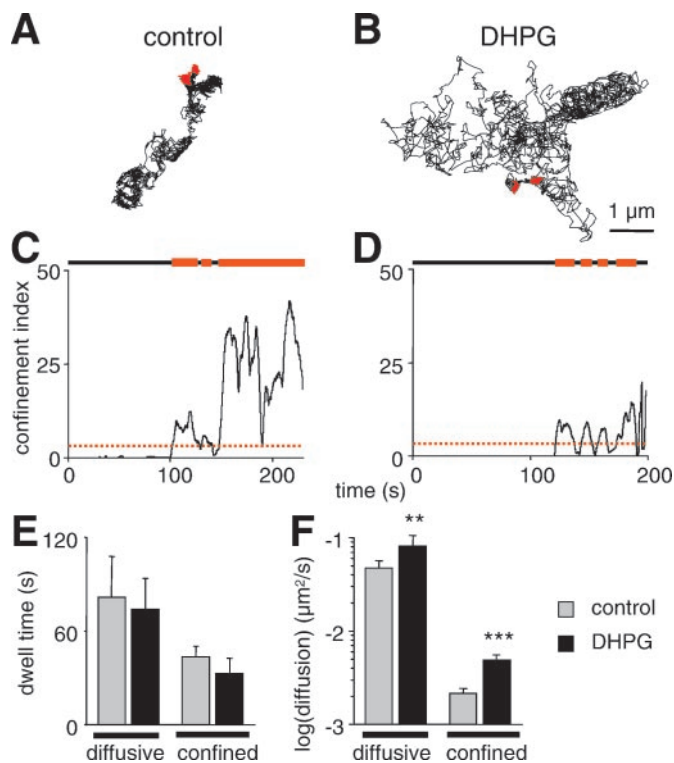 A control
B DHPG
1 μm
C
D
50
25
0
confinement index
0 100 200
50
25
0
0 100 200
time (s)
E
120
60
0
dwell time (s)
diffusive confined
F
-1
-2
-3
log(diffusion) (μm²/s)
**
***
diffusive confined
control
DHPG